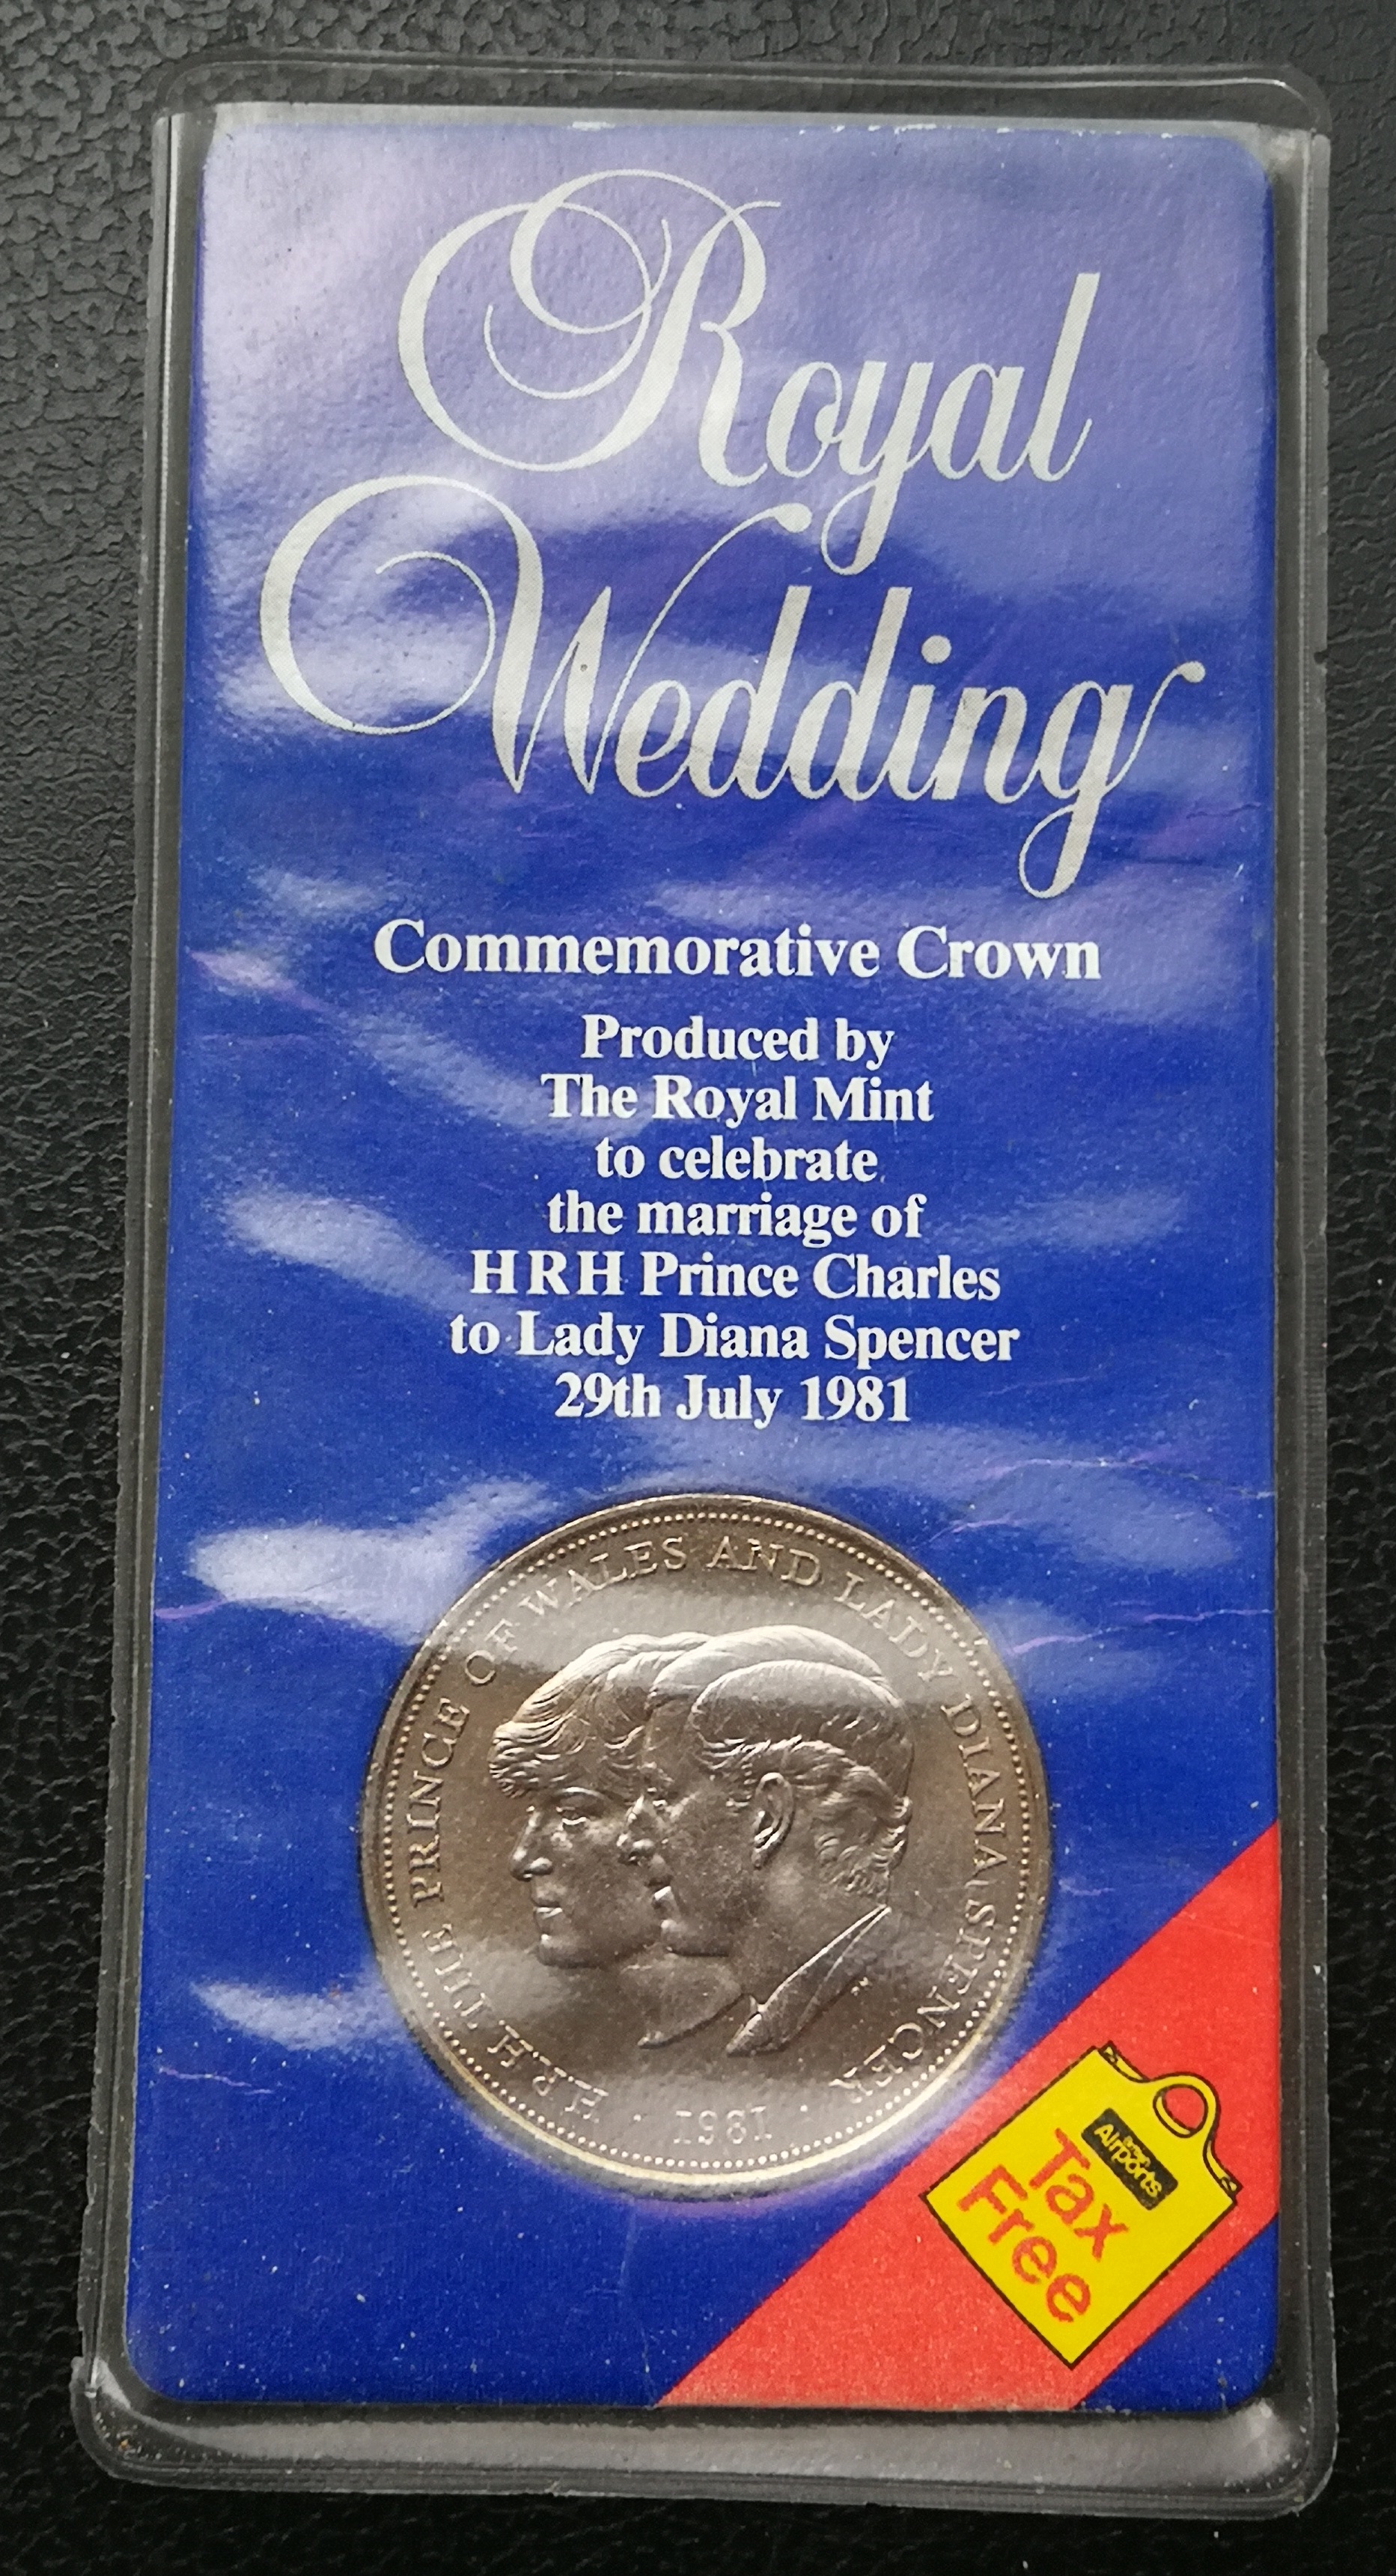 Royal
Wedding
Commemorative Crown
Produced by
The Royal Mint
to celebrate
the marriage of
HRH Prince Charles
to Lady Diana Spencer
29th July 1981
H.R.H. THE PRINCE OF WALES AND LADY DIANA SPENCER
· 1981 ·
British
Airports
Tax
Free